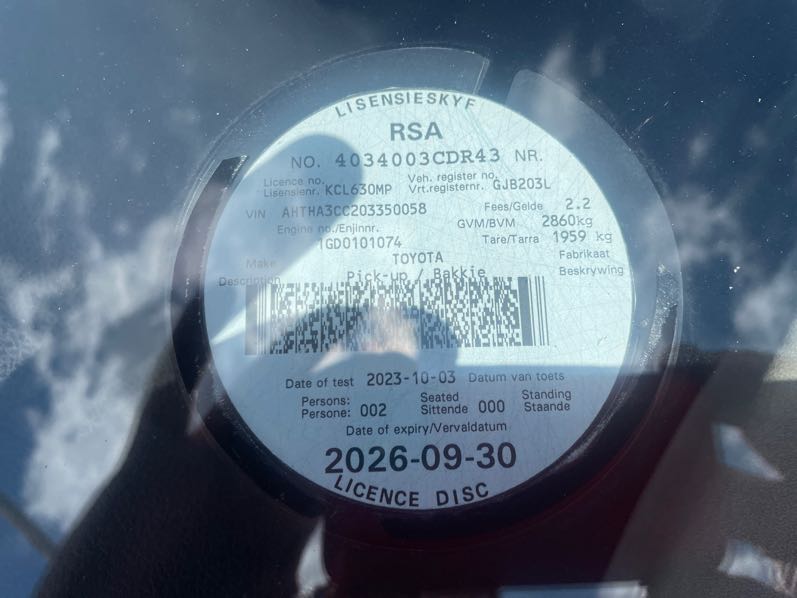 LISENSIESKYF
RSA
NO. 4034003CDR43 NR.
Licence no. Veh. register no.
Lisensienr. KCL630MP Vrt.registernr. GJB203L
VIN AHTHA3CC203350058 Fees/Gelde 2.2
Engine no./Enjinnr. GVM/BVM 2860kg
1GD0101074 Tare/Tarra 1959 kg
Make TOYOTA Fabrikaat
Description Pick-up / Bakkie Beskrywing
Date of test 2023-10-03 Datum van toets
Persons: Seated Standing
Persone: 002 Sittende 000 Staande
Date of expiry/Vervaldatum
2026-09-30
LICENCE DISC